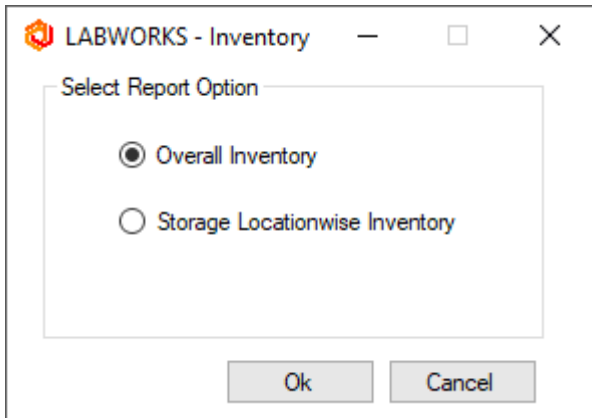 LABWORKS - Inventory
Select Report Option
Overall Inventory
Storage Locationwise Inventory
Ok Cancel